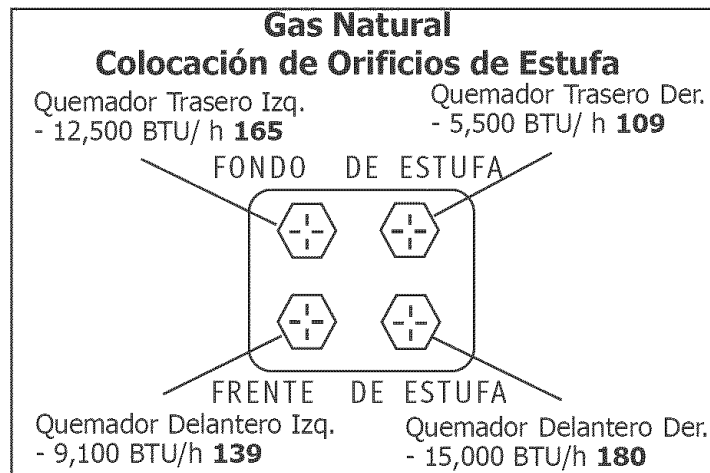 Gas Natural
Colocación de Orificios de Estufa
Quemador Trasero Izq.
- 12,500 BTU/ h 165
Quemador Trasero Der.
- 5,500 BTU/ h 109
FONDO DE ESTUFA
FRENTE DE ESTUFA
Quemador Delantero Izq.
- 9,100 BTU/h 139
Quemador Delantero Der.
- 15,000 BTU/h 180